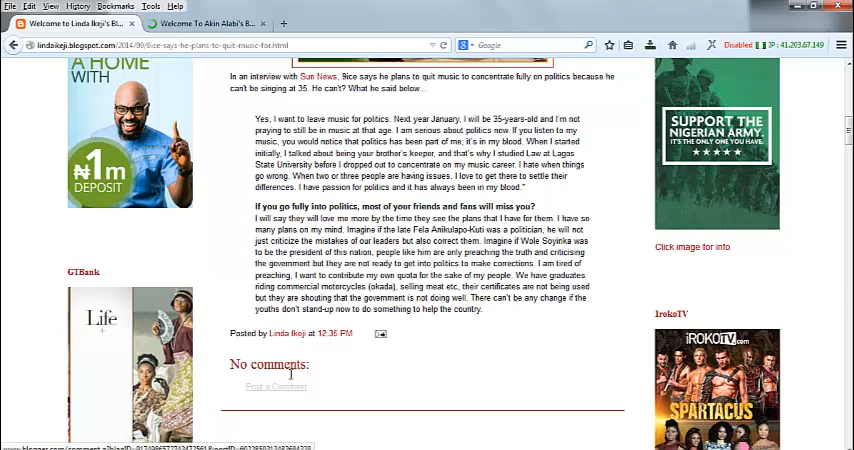 File Edit View History Bookmarks Tools Help
Welcome to Linda Ikeji's Bl...
Welcome To Akin Alabi's B...
lindaikeji.blogspot.com/2014/09/9ice-says-he-plans-to-quit-music-for.html
Google
Disabled
IP : 41.203.67.149
A HOME
WITH
₦1m
DEPOSIT
GTBank
Life
In an interview with Sun News, 9ice says he plans to quit music to concentrate fully on politics because he
can't be singing at 35. He can't? What he said below...
Yes, I want to leave music for politics. Next year January, I will be 35-years-old and I'm not
praying to still be in music at that age. I am serious about politics now. If you listen to my
music, you would notice that politics has been part of me; it's in my blood. When I started
initially, I talked about being your brother's keeper, and that's why I studied Law at Lagos
State University before I dropped out to concentrate on my music career. I hate when things
go wrong. When two or three people are having issues, I love to get there to settle their
differences. I have passion for politics and it has always been in my blood."
If you go fully into politics, most of your friends and fans will miss you?
I will say they will love me more by the time they see the plans that I have for them. I have so
many plans on my mind. Imagine if the late Fela Anikulapo-Kuti was a politician, he will not
just criticize the mistakes of our leaders but also correct them. Imagine if Wole Soyinka was
to be the president of this nation, people like him are only preaching the truth and criticising
the government but they are not ready to get into politics to make corrections. I am tired of
preaching, I want to contribute my own quota for the sake of my people. We have graduates
riding commercial motorcycles (okada), selling meat etc, their certificates are not being used
but they are shouting that the government is not doing well. There can't be any change if the
youths don't stand-up now to do something to help the country.
Posted by Linda Ikeji at 12:35 PM
No comments:
Post a Comment
SUPPORT THE
NIGERIAN ARMY.
IT'S THE ONLY ONE YOU HAVE.
Click image for info
IrokoTV
iROKOTV.com
SPARTACUS